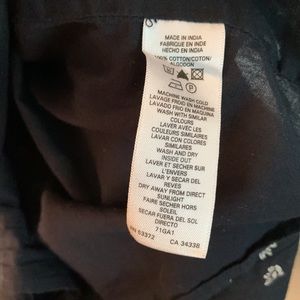 MADE IN INDIA
FABRIQUE EN INDE
HECHO EN INDIA
100% COTTON/COTON/
ALGODON
MACHINE WASH COLD
LAVAGE FROID EN MACHINE
LAVADO FRIO EN MAQUINA
WASH WITH SIMILAR
COLOURS
LAVER AVEC LES
COULEURS SIMILAIRES
LAVAR CON COLORES
SIMILARES
WASH AND DRY
INSIDE OUT
LAVER ET SECHER SUR
L'ENVERS
LAVAR Y SECAR DEL
REVES
DRY AWAY FROM DIRECT
SUNLIGHT
FAIRE SECHER HORS
SOLEIL
SECAR FUERA DEL SOL
DIRECTO
71GA1
RN 63372 CA 34338